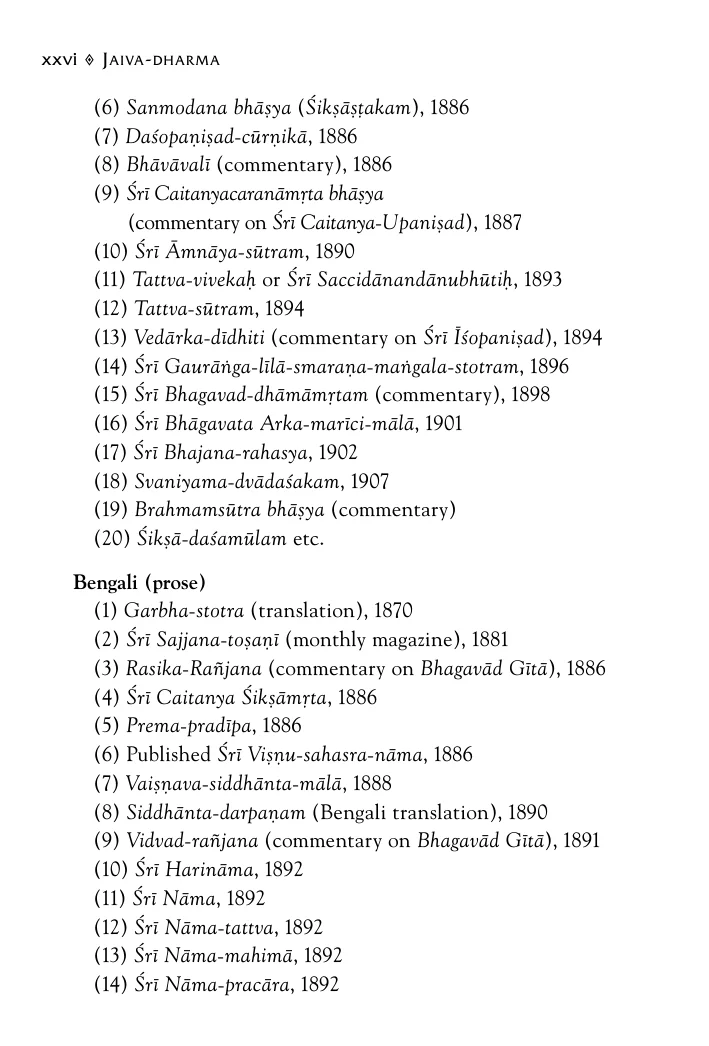 xxvi ◈ JAIVA-DHARMA
(6) Sanmodana bhāṣya (Śikṣāṣṭakam), 1886
(7) Daśopaṇiṣad-cūrṇikā, 1886
(8) Bhāvāvalī (commentary), 1886
(9) Śrī Caitanyacaranāmṛta bhāṣya
(commentary on Śrī Caitanya-Upaniṣad), 1887
(10) Śrī Āmnāya-sūtram, 1890
(11) Tattva-vivekaḥ or Śrī Saccidānandānubhūtiḥ, 1893
(12) Tattva-sūtram, 1894
(13) Vedārka-dīdhiti (commentary on Śrī Īśopaniṣad), 1894
(14) Śrī Gaurāṅga-līlā-smaraṇa-maṅgala-stotram, 1896
(15) Śrī Bhagavad-dhāmāmṛtam (commentary), 1898
(16) Śrī Bhāgavata Arka-marīci-mālā, 1901
(17) Śrī Bhajana-rahasya, 1902
(18) Svaniyama-dvādaśakam, 1907
(19) Brahmamsūtra bhāṣya (commentary)
(20) Śikṣā-daśamūlam etc.
Bengali (prose)
(1) Garbha-stotra (translation), 1870
(2) Śrī Sajjana-toṣaṇī (monthly magazine), 1881
(3) Rasika-Rañjana (commentary on Bhagavād Gītā), 1886
(4) Śrī Caitanya Śikṣāmṛta, 1886
(5) Prema-pradīpa, 1886
(6) Published Śrī Viṣṇu-sahasra-nāma, 1886
(7) Vaiṣṇava-siddhānta-mālā, 1888
(8) Siddhānta-darpaṇam (Bengali translation), 1890
(9) Vidvad-rañjana (commentary on Bhagavād Gītā), 1891
(10) Śrī Harināma, 1892
(11) Śrī Nāma, 1892
(12) Śrī Nāma-tattva, 1892
(13) Śrī Nāma-mahimā, 1892
(14) Śrī Nāma-pracāra, 1892